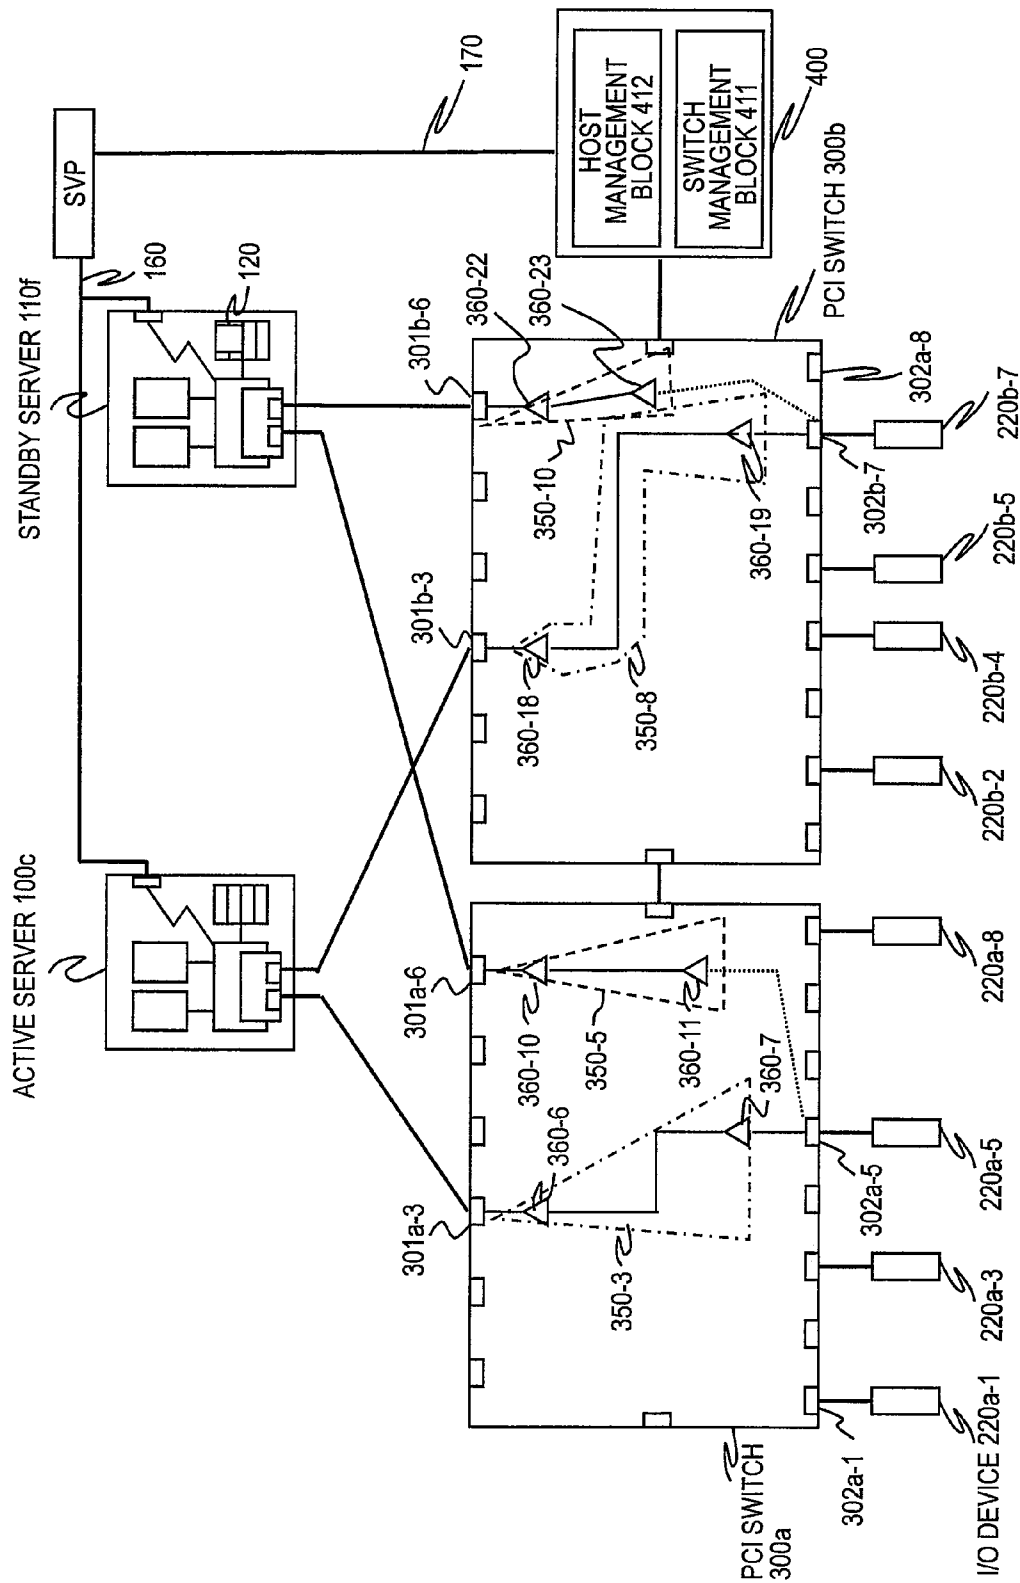 SVP
STANDBY SERVER 110f
160
120
170
ACTIVE SERVER 100c
HOST
MANAGEMENT
BLOCK 412
SWITCH
MANAGEMENT
BLOCK 411
400
PCI SWITCH 300b
301a-3
301a-6
301b-3
301b-6
360-22
360-23
360-6
360-10
360-18
350-10
350-3
350-5
350-8
360-11
360-7
360-19
PCI SWITCH
300a
302a-1
302a-5
302b-7
302a-8
I/O DEVICE 220a-1
220a-3
220a-5
220a-8
220b-2
220b-4
220b-5
220b-7